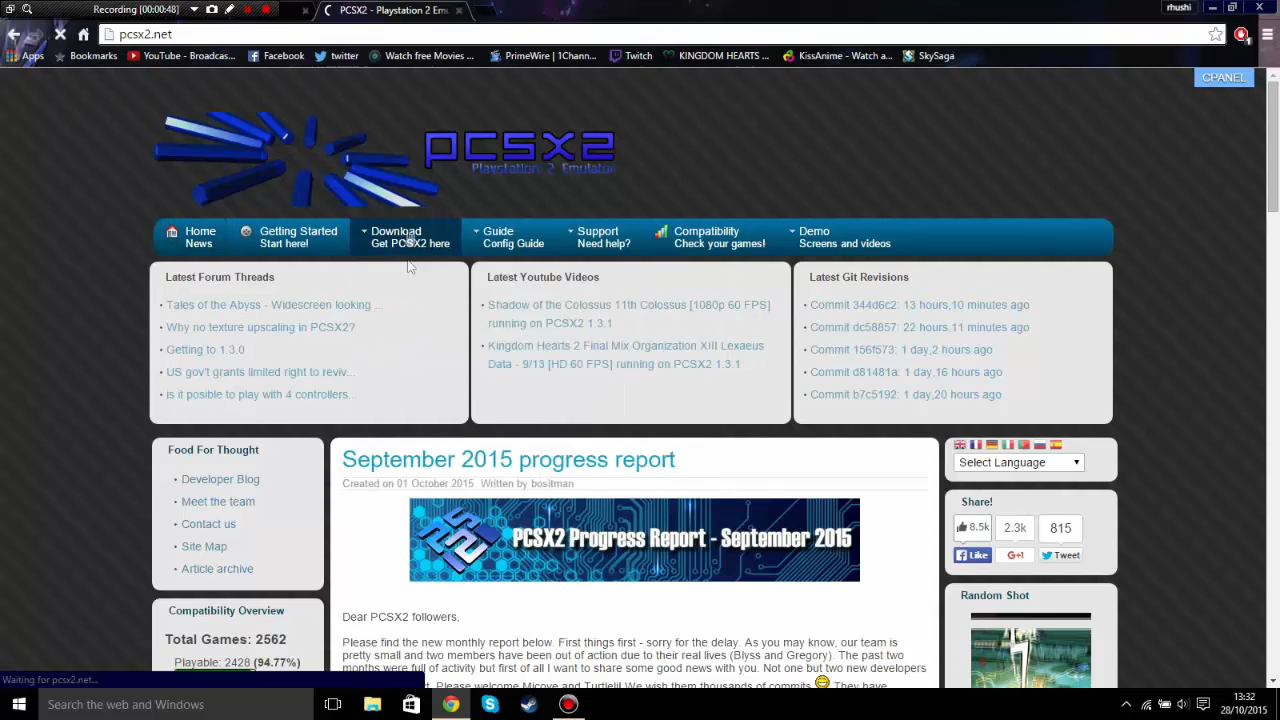 Recording [00:00:48]
PCSX2 - Playstation 2 Em
rhushi
pcsx2.net
Apps
Bookmarks
YouTube - Broadcas...
Facebook
twitter
Watch free movies ...
PrimeWire | 1Chann...
Twitch
KINGDOM HEARTS ...
KissAnime - Watch a...
SkySaga
CPANEL
pcsx2
Playstation 2 Emulator
Home
News
Getting Started
Start here!
Download
Get PCSX2 here
Guide
Config Guide
Support
Need help?
Compatibility
Check your games!
Demo
Screens and videos
Latest Forum Threads
• Tales of the Abyss - Widescreen looking ...
• Why no texture upscaling in PCSX2?
• Getting to 1.3.0
• US gov't grants limited right to reviv...
• is it posible to play with 4 controllers...
Latest Youtube Videos
• Shadow of the Colossus 11th Colossus [1080p 60 FPS]
running on PCSX2 1.3.1
• Kingdom Hearts 2 Final Mix Organization XIII Lexaeus
Data - 9/13 [HD 60 FPS] running on PCSX2 1.3.1
Latest Git Revisions
• Commit 344d6c2: 13 hours,10 minutes ago
• Commit dc58857: 22 hours,11 minutes ago
• Commit 156f573: 1 day,2 hours ago
• Commit d81481a: 1 day,16 hours ago
• Commit b7c5192: 1 day,20 hours ago
Food For Thought
• Developer Blog
• Meet the team
• Contact us
• Site Map
• Article archive
Compatibility Overview
Total Games: 2562
Playable: 2428 (94.77%)
September 2015 progress report
Created on 01 October 2015 Written by bositman
PCSX2 Progress Report - September 2015
Dear PCSX2 followers,
Please find the new monthly report below. First things first - sorry for the delay. As you may know, our team is
pretty small and two members have been out of action due to their real lives (Blyss and Gregory). The past two
months were full of activity but first of all I want to share some good news with you. Not one but two new developers
rt. Please welcome Micove and Turtleli! We wish them thousands of commits They have
Select Language
Share!
8.5k
2.3k
815
Like
+1
Tweet
Random Shot
Waiting for pcsx2.net...
Search the web and Windows
13:32
28/10/2015